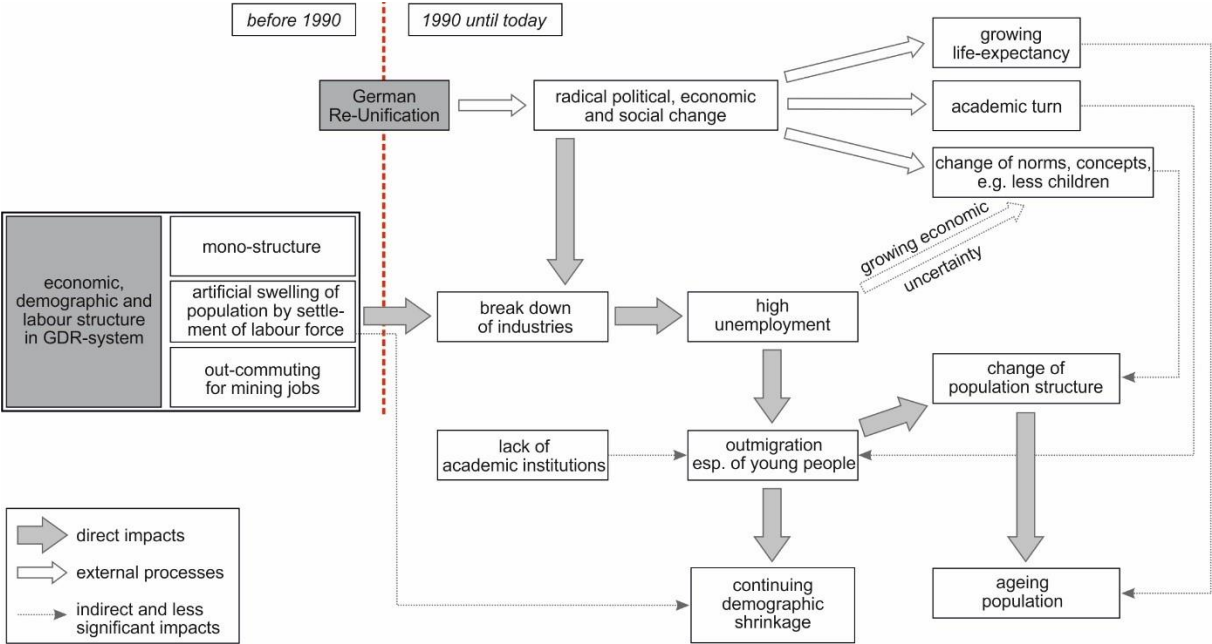 before 1990
1990 until today
German
Re-Unification
radical political, economic
and social change
growing
life-expectancy
academic turn
change of norms, concepts,
e.g. less children
economic,
demographic and
labour structure
in GDR-system
mono-structure
artificial swelling of
population by settle-
ment of labour force
out-commuting
for mining jobs
break down
of industries
high
unemployment
growing economic
uncertainty
change of
population structure
lack of
academic institutions
outmigration
esp. of young people
continuing
demographic
shrinkage
ageing
population
direct impacts
external processes
indirect and less
significant impacts